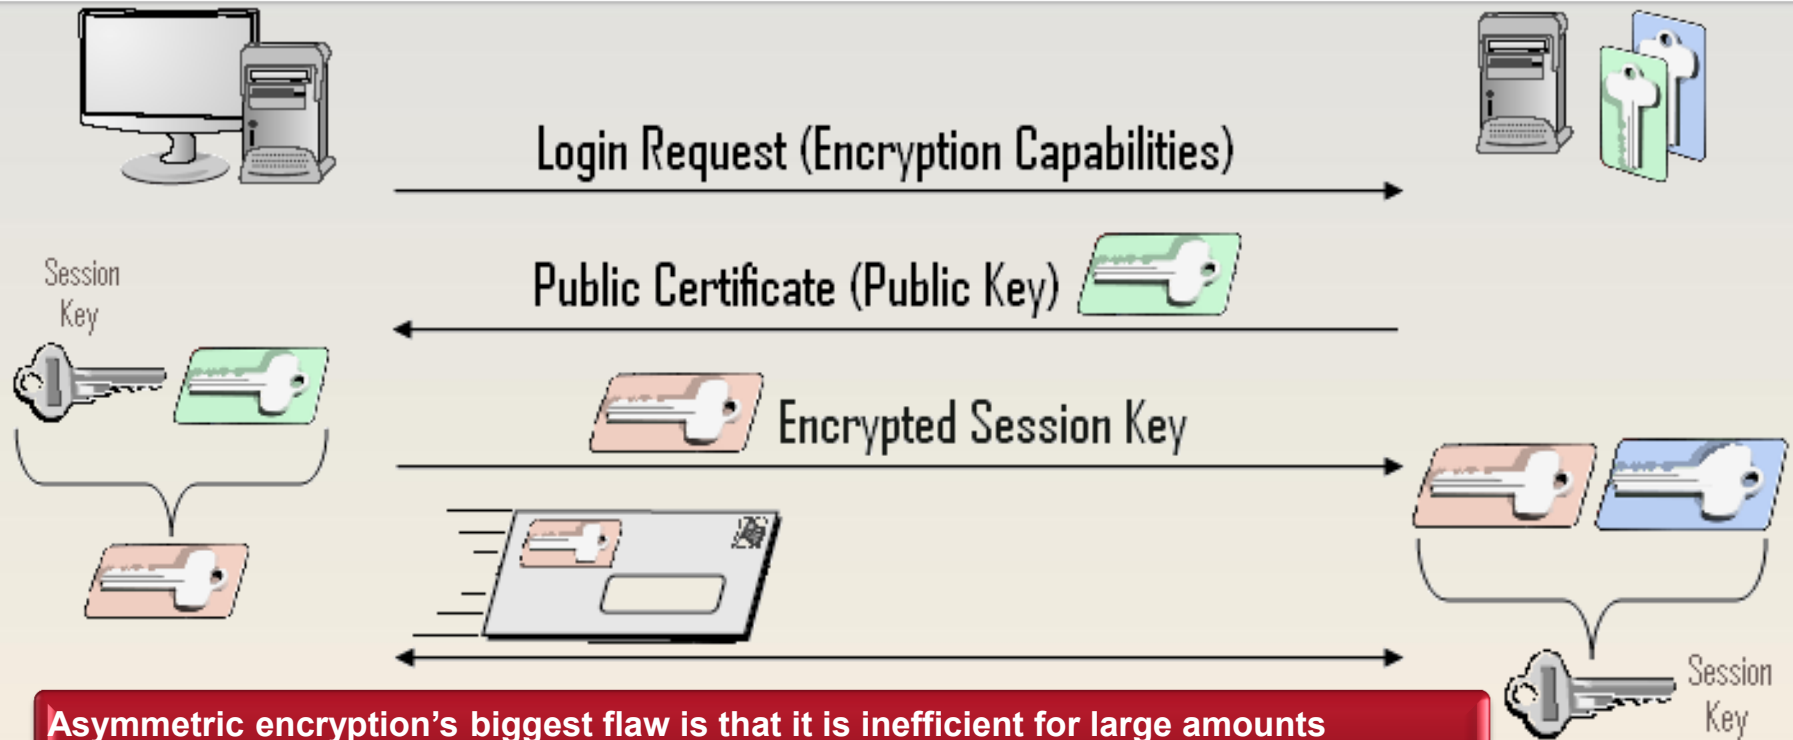 Login Request (Encryption Capabilities)
Public Certificate (Public Key)
Session
Key
Encrypted Session Key
Session
Key
Asymmetric encryption's biggest flaw is that it is inefficient for large amounts